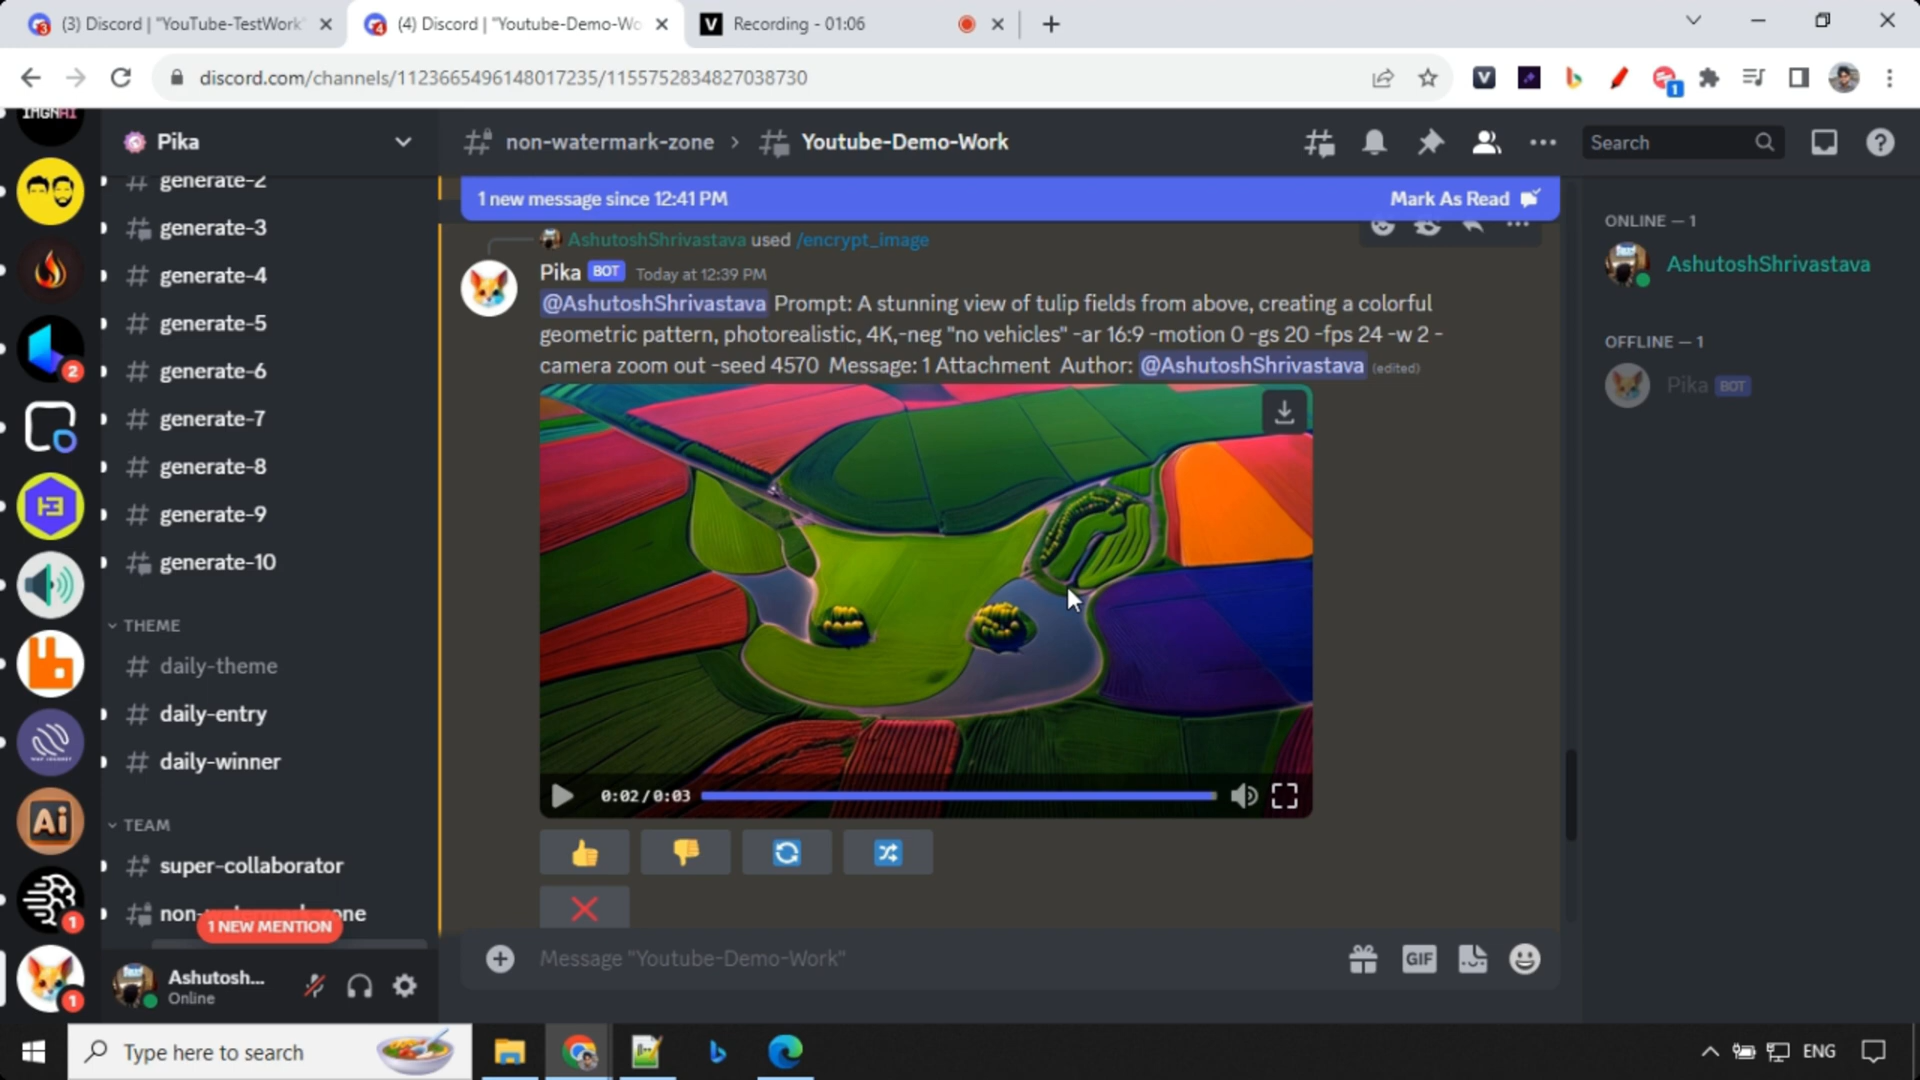 (3) Discord | "YouTube-TestWork"
(4) Discord | "Youtube-Demo-Wo
Recording - 01:06
discord.com/channels/1123665496148017235/1155752834827038730
1
IMGNAI
Pika
non-watermark-zone > Youtube-Demo-Work
Search
generate-2
generate-3
generate-4
generate-5
generate-6
generate-7
generate-8
generate-9
generate-10
THEME
daily-theme
daily-entry
daily-winner
TEAM
super-collaborator
1 NEW MENTION
2
Ai
1
1
Ashutosh...
Online
1 new message since 12:41 PM
Mark As Read
AshutoshShrivastava used /encrypt_image
Pika BOT Today at 12:39 PM
@AshutoshShrivastava Prompt: A stunning view of tulip fields from above, creating a colorful
geometric pattern, photorealistic, 4K,-neg "no vehicles" -ar 16:9 -motion 0 -gs 20 -fps 24 -w 2 -
camera zoom out -seed 4570 Message: 1 Attachment Author: @AshutoshShrivastava (edited)
0:02/0:03
Message "Youtube-Demo-Work"
GIF
ONLINE — 1
AshutoshShrivastava
OFFLINE — 1
Pika BOT
Type here to search
ENG